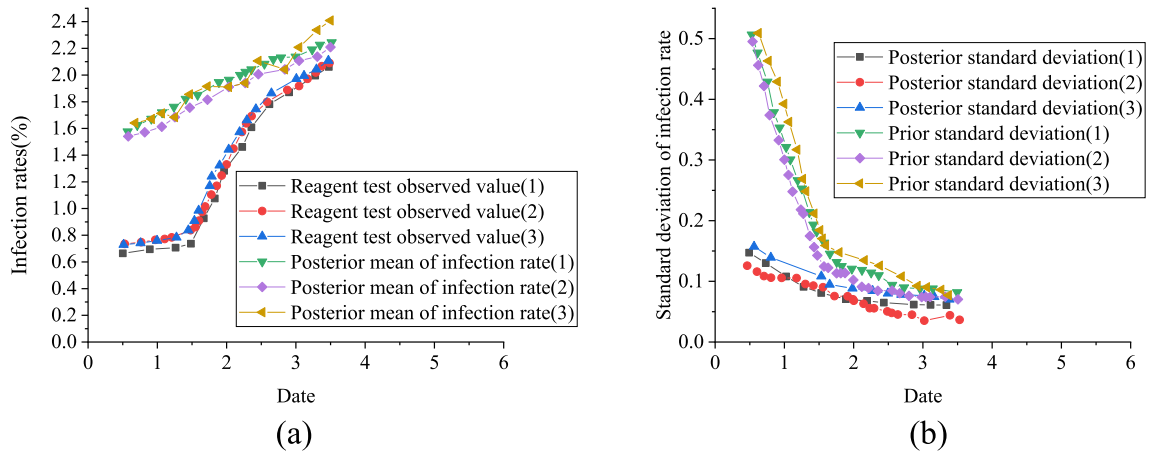 2.4
2.2
2.0
1.8
1.6
1.4
1.2
1.0
0.8
0.6
0.4
0.2
0.0
Infection rates(%)
Reagent test observed value(1)
Reagent test observed value(2)
Reagent test observed value(3)
Posterior mean of infection rate(1)
Posterior mean of infection rate(2)
Posterior mean of infection rate(3)
0 1 2 3 4 5 6
Date
(a)
0.5
0.4
0.3
0.2
0.1
0.0
Standard deviation of infection rate
Posterior standard deviation(1)
Posterior standard deviation(2)
Posterior standard deviation(3)
Prior standard deviation(1)
Prior standard deviation(2)
Prior standard deviation(3)
0 1 2 3 4 5 6
Date
(b)